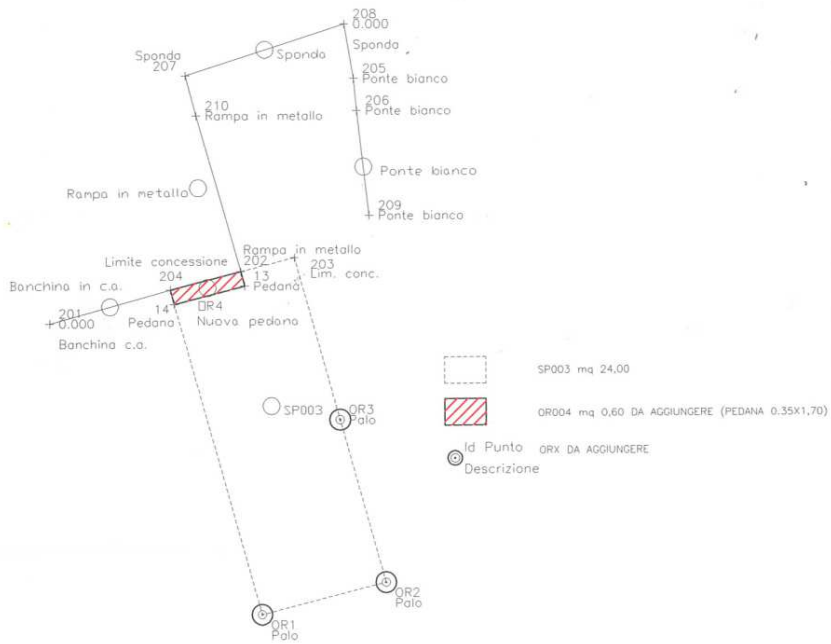 208
0.000
Sponda
Sponda
207
Sponda
205
Ponte bianco
210
Rampa in metallo
206
Ponte bianco
Ponte bianco
Rampa in metallo
209
Ponte bianco
Rampa in metallo
Limite concessione
202
203
Lim. conc.
Banchina in c.a.
204
13
Pedana
201
0.000
14
Pedana
OR4
Nuova pedana
Banchina c.a.
SP003 mq 24,00
SP003
OR3
Palo
OR004 mq 0,60 DA AGGIUNGERE (PEDANA 0.35X1,70)
Id Punto
ORX DA AGGIUNGERE
Descrizione
OR2
Palo
OR1
Palo